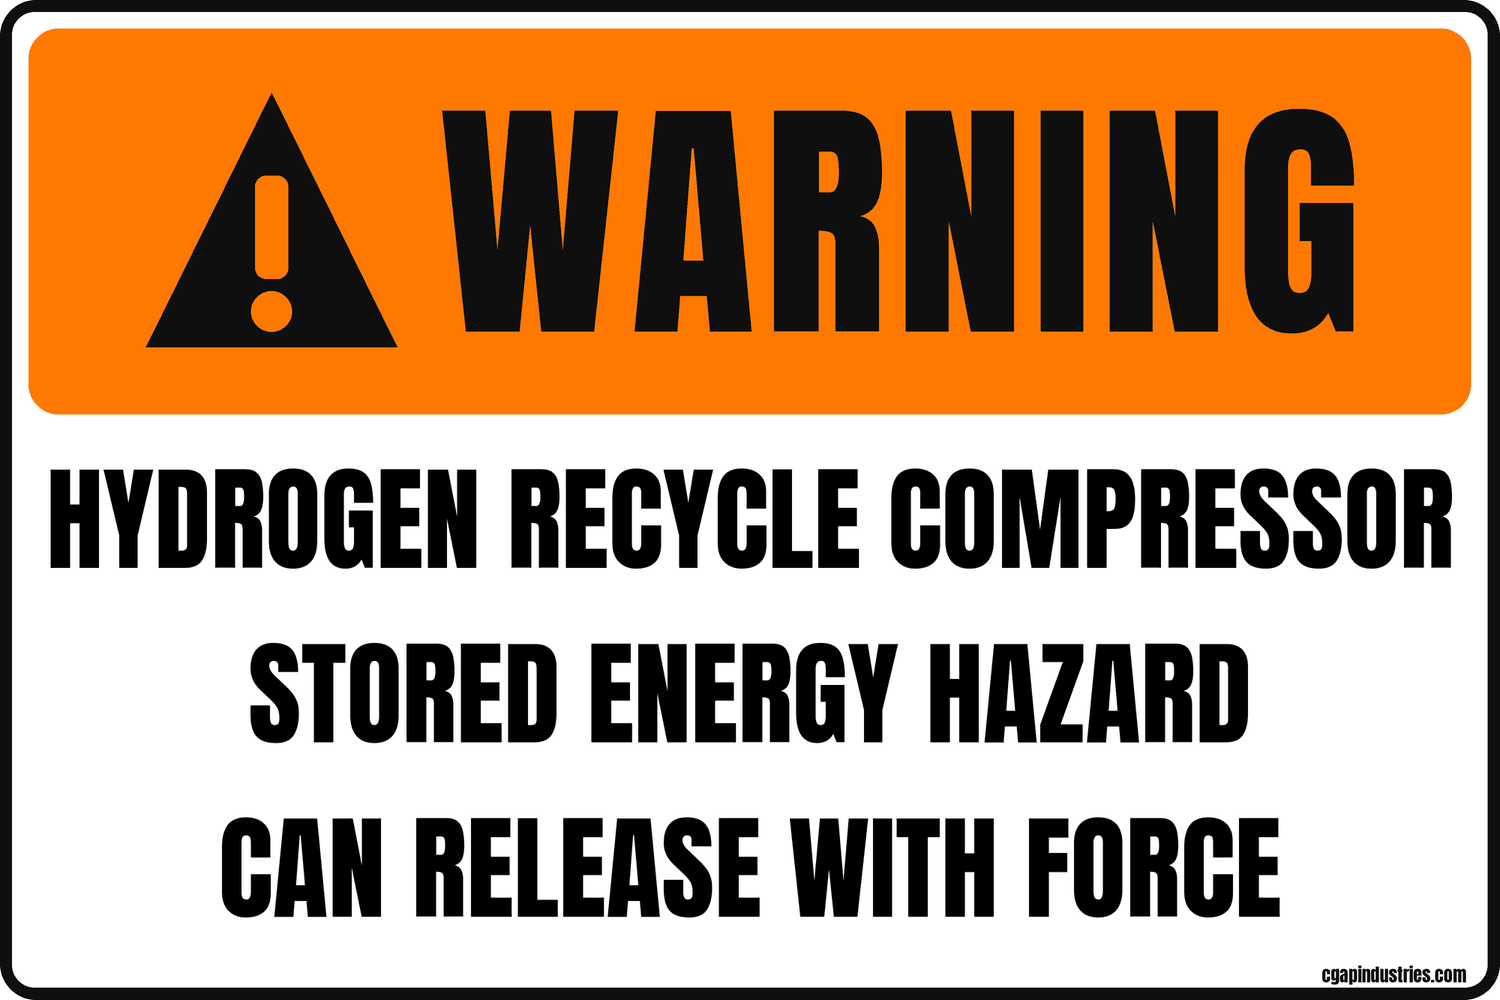 WARNING
HYDROGEN RECYCLE COMPRESSOR
STORED ENERGY HAZARD
CAN RELEASE WITH FORCE
cgapindustries.com